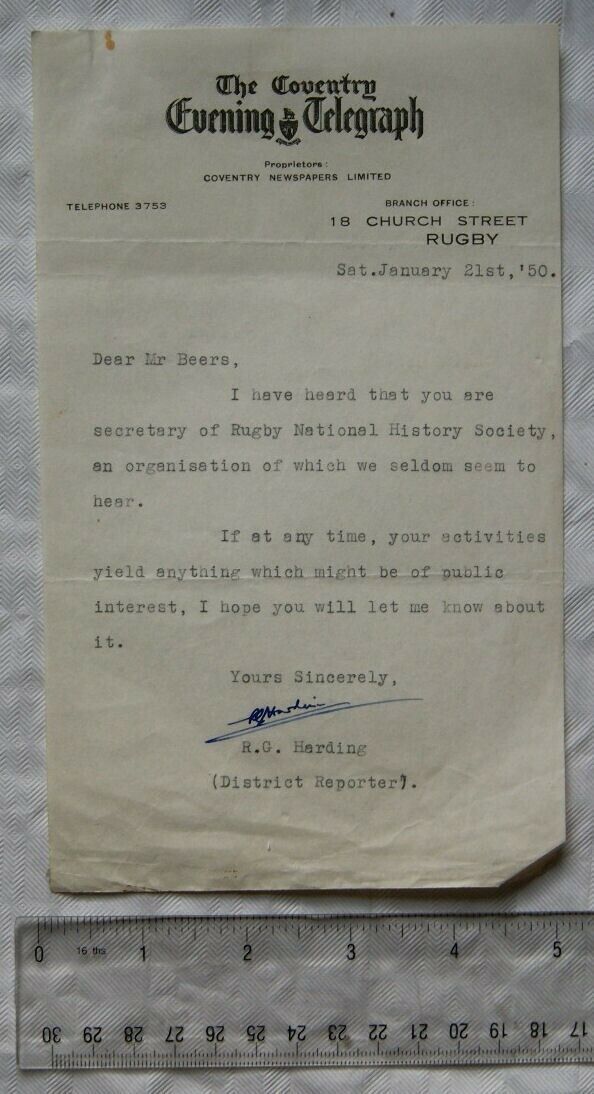 The Coventry
Evening Telegraph
Proprietors:
COVENTRY NEWSPAPERS LIMITED
TELEPHONE 3753
BRANCH OFFICE:
18 CHURCH STREET
RUGBY
Sat.January 21st,'50.
Dear Mr Beers,
I have heard that you are
secretary of Rugby National History Society,
an organisation of which we seldom seem to
hear.
If at any time, your activities
yield anything which might be of public
interest, I hope you will let me know about
it.
Yours Sincerely,
RGHarding
R.G. Harding
(District Reporter).
0 16 ths 1 2 3 4 5
30 29 28 27 26 25 24 23 22 21 20 19 18 17